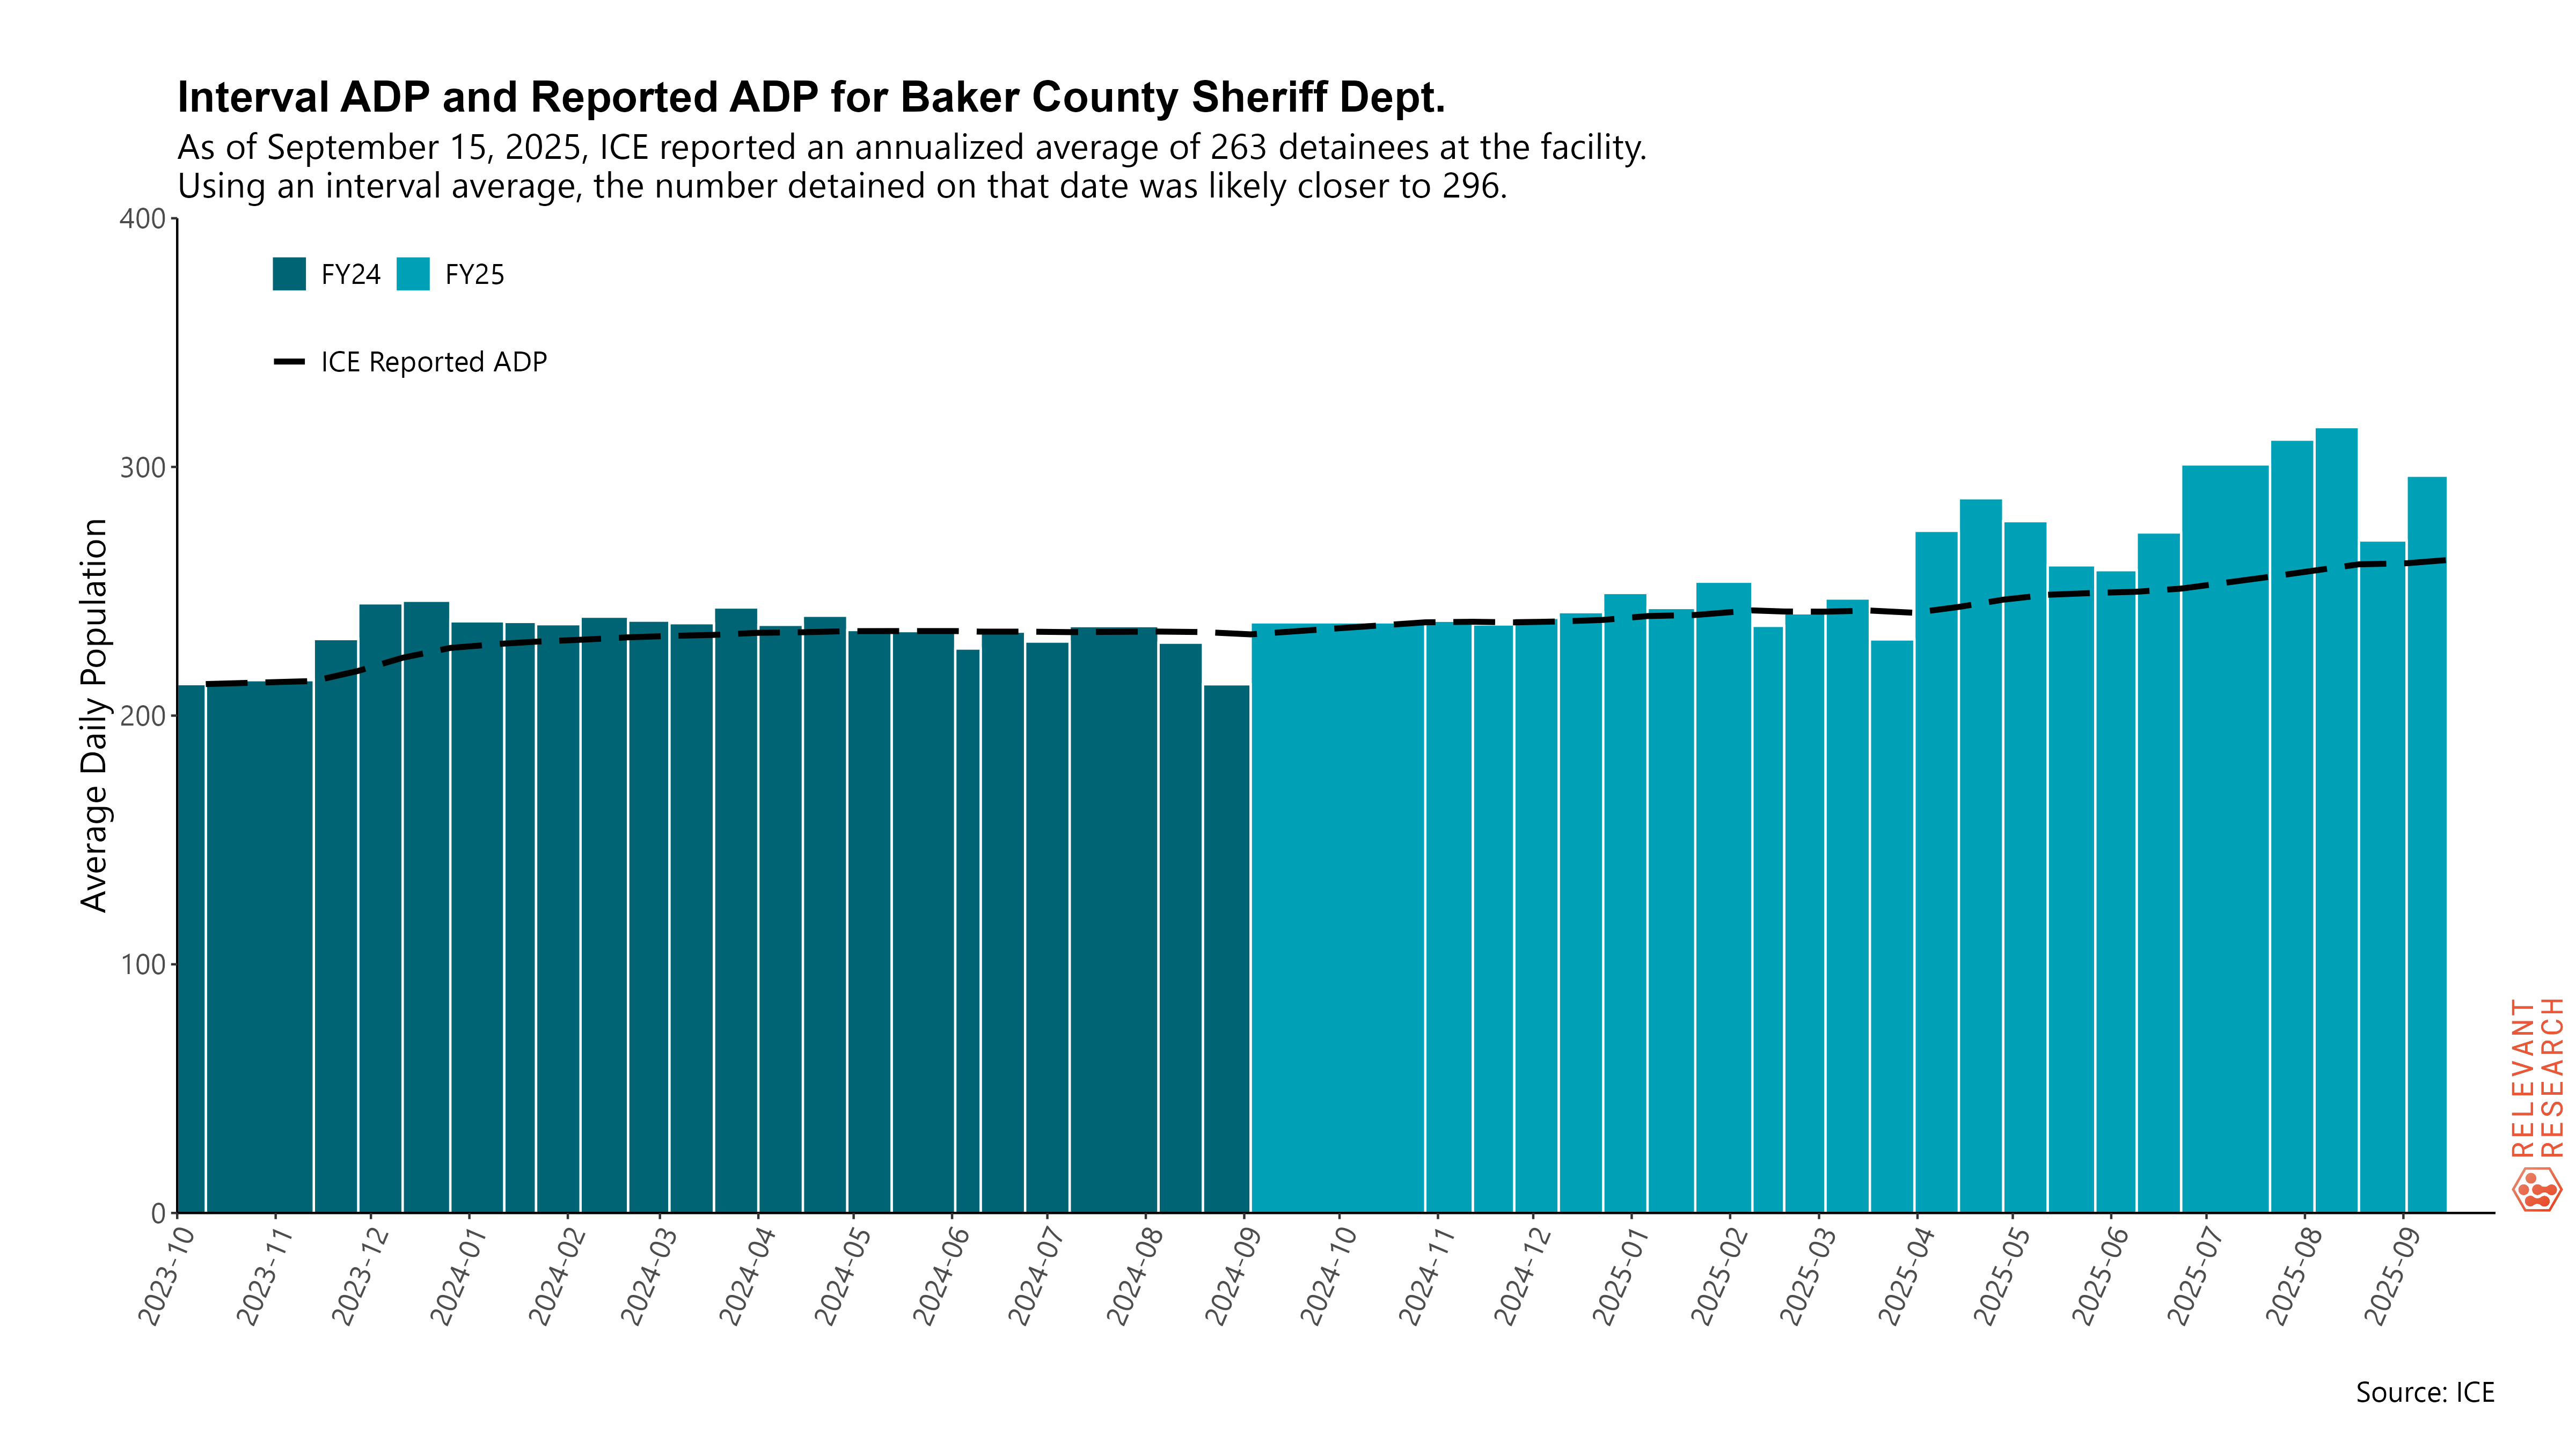 Interval ADP and Reported ADP for Baker County Sheriff Dept.
As of September 15, 2025, ICE reported an annualized average of 263 detainees at the facility.
Using an interval average, the number detained on that date was likely closer to 296.
400
300
200
100
0
Average Daily Population
FY24
FY25
ICE Reported ADP
2023-10
2023-11
2023-12
2024-01
2024-02
2024-03
2024-04
2024-05
2024-06
2024-07
2024-08
2024-09
2024-10
2024-11
2024-12
2025-01
2025-02
2025-03
2025-04
2025-05
2025-06
2025-07
2025-08
2025-09
RELEVANT
RESEARCH
Source: ICE